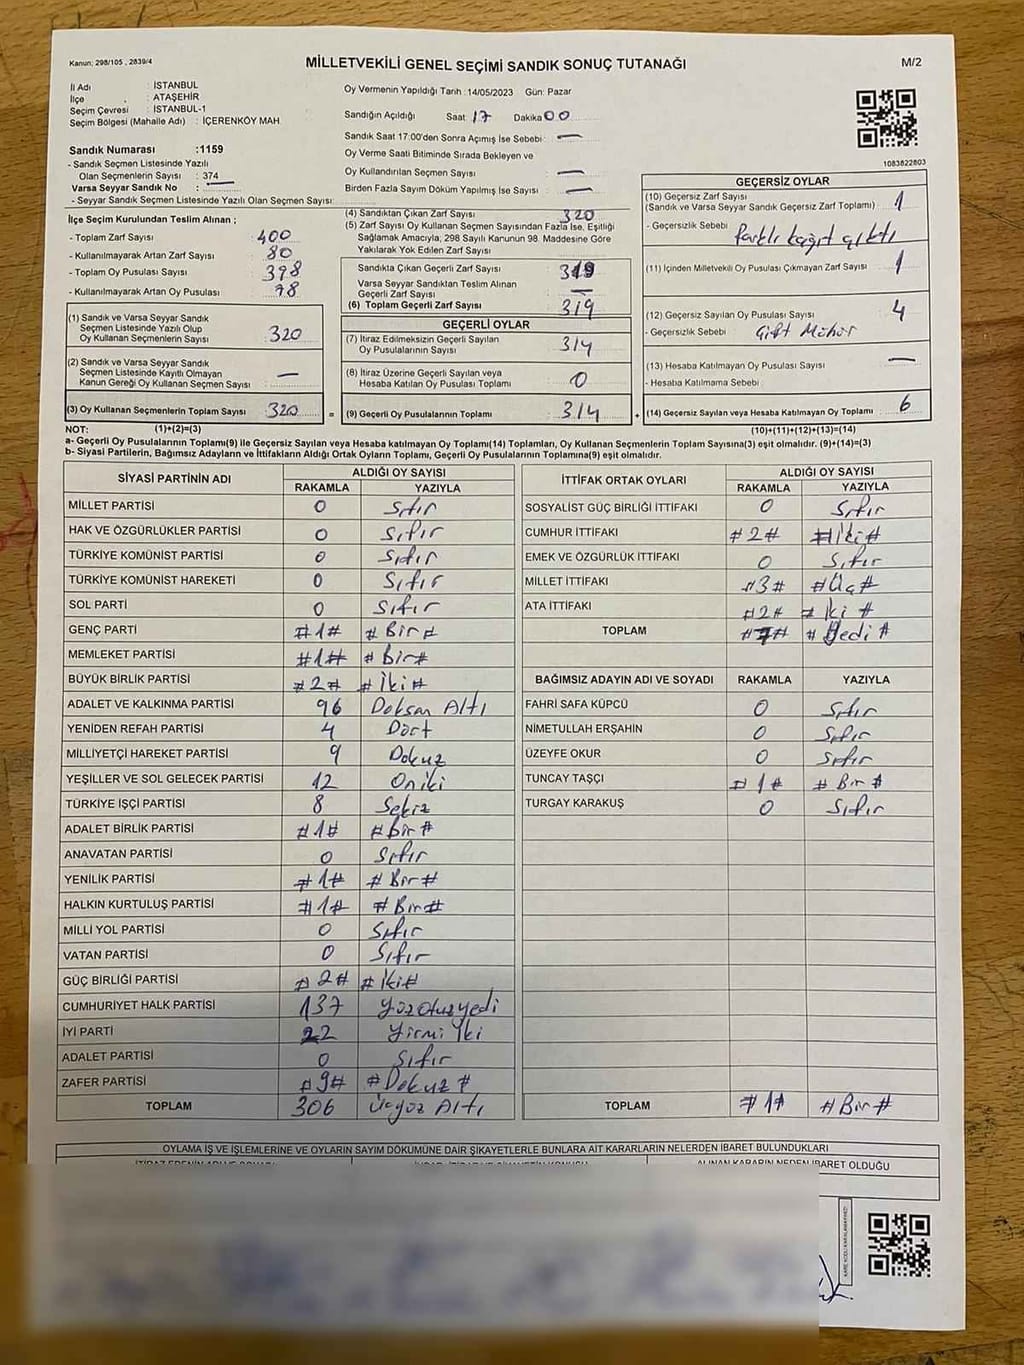 Kanun; 298/105 , 2839/4
MİLLETVEKİLİ GENEL SEÇİMİ SANDIK SONUÇ TUTANAĞI
M/2
İl Adı : İSTANBUL
İlçe : ATAŞEHİR
Seçim Çevresi : İSTANBUL-1
Seçim Bölgesi (Mahalle Adı) : İÇERENKÖY MAH
Sandık Numarası :1159
- Sandık Seçmen Listesinde Yazılı
Olan Seçmenlerin Sayısı : 374
Varsa Seyyar Sandık No : —
- Seyyar Sandık Seçmen Listesinde Yazılı Olan Seçmen Sayısı:
Oy Vermenin Yapıldığı Tarih :14/05/2023 Gün: Pazar
Sandığın Açıldığı Saat 17 Dakika 00
Sandık Saat 17:00'den Sonra Açımış İse Sebebi : —
Oy Verme Saati Bitiminde Sırada Bekleyen ve
Oy Kullandırılan Seçmen Sayısı : —
Birden Fazla Sayım Döküm Yapılmış İse Sayısı : —
1083822803
İlçe Seçim Kurulundan Teslim Alınan ;
- Toplam Zarf Sayısı : 400
- Kullanılmayarak Artan Zarf Sayısı : 80
- Toplam Oy Pusulası Sayısı : 398
- Kullanılmayarak Artan Oy Pusulası : 78
(1) Sandık ve Varsa Seyyar Sandık
Seçmen Listesinde Yazılı Olup
Oy Kullanan Seçmenlerin Sayısı : 320
(2) Sandık ve Varsa Seyyar Sandık
Seçmen Listesinde Kayıtlı Olmayan
Kanun Gereği Oy Kullanan Seçmen Sayısı : —
(3) Oy Kullanan Seçmenlerin Toplam Sayısı : 320
(4) Sandıktan Çıkan Zarf Sayısı : 320
(5) Zarf Sayısı Oy Kullanan Seçmen Sayısından Fazla İse, Eşitliği
Sağlamak Amacıyla, 298 Sayılı Kanunun 98. Maddesine Göre
Yakılarak Yok Edilen Zarf Sayısı :
Sandıkta Çıkan Geçerli Zarf Sayısı : 319
Varsa Seyyar Sandıktan Teslim Alınan
Geçerli Zarf Sayısı : —
(6) Toplam Geçerli Zarf Sayısı : 319
GEÇERLİ OYLAR
(7) İtiraz Edilmeksizin Geçerli Sayılan
Oy Pusulalarının Sayısı : 314
(8) İtiraz Üzerine Geçerli Sayılan veya
Hesaba Katılan Oy Pusulası Toplamı : 0
= (9) Geçerli Oy Pusulalarının Toplamı : 314 +
GEÇERSİZ OYLAR
(10) Geçersiz Zarf Sayısı
(Sandık ve Varsa Seyyar Sandık Geçersiz Zarf Toplamı) : 1
- Geçersizlik Sebebi : farklı kağıt çıktı
(11) İçinden Milletvekili Oy Pusulası Çıkmayan Zarf Sayısı : 1
(12) Geçersiz Sayılan Oy Pusulası Sayısı : 4
- Geçersizlik Sebebi : Çift Mühür
(13) Hesaba Katılmayan Oy Pusulası Sayısı : —
- Hesaba Katılmama Sebebi :
(14) Geçersiz Sayılan veya Hesaba Katılmayan Oy Toplamı : 6
NOT: (1)+(2)=(3)
(10)+(11)+(12)+(13)=(14)
a- Geçerli Oy Pusulalarının Toplamı(9) ile Geçersiz Sayılan veya Hesaba katılmayan Oy Toplamı(14) Toplamları, Oy Kullanan Seçmenlerin Toplam Sayısına(3) eşit olmalıdır. (9)+(14)=(3)
b- Siyasi Partilerin, Bağımsız Adayların ve İttifakların Aldığı Ortak Oyların Toplamı, Geçerli Oy Pusulalarının Toplamına(9) eşit olmalıdır.
SİYASİ PARTİNİN ADI ALDIĞI OY SAYISI
RAKAMLA YAZIYLA
MİLLET PARTİSİ 0 Sıfır
HAK VE ÖZGÜRLÜKLER PARTİSİ 0 Sıfır
TÜRKİYE KOMÜNİST PARTİSİ 0 Sıfır
TÜRKİYE KOMÜNİST HAREKETİ 0 Sıfır
SOL PARTİ 0 Sıfır
GENÇ PARTİ #1# #Bir#
MEMLEKET PARTİSİ #1# #Bir#
BÜYÜK BİRLİK PARTİSİ #2# #İki#
ADALET VE KALKINMA PARTİSİ 96 Doksan Altı
YENİDEN REFAH PARTİSİ 4 Dört
MİLLİYETÇİ HAREKET PARTİSİ 9 Dokuz
YEŞİLLER VE SOL GELECEK PARTİSİ 12 Oniki
TÜRKİYE İŞÇİ PARTİSİ 8 Sekiz
ADALET BİRLİK PARTİSİ #1# #Bir#
ANAVATAN PARTİSİ 0 Sıfır
YENİLİK PARTİSİ #1# #Bir#
HALKIN KURTULUŞ PARTİSİ #1# #Bir#
MİLLİ YOL PARTİSİ 0 Sıfır
VATAN PARTİSİ 0 Sıfır
GÜÇ BİRLİĞİ PARTİSİ #2# #İki#
CUMHURİYET HALK PARTİSİ 137 Yüzotuzyedi
İYİ PARTİ 22 Yirmi İki
ADALET PARTİSİ 0 Sıfır
ZAFER PARTİSİ #9# #Dokuz#
TOPLAM 306 Üçyüz Altı
İTTİFAK ORTAK OYLARI ALDIĞI OY SAYISI
RAKAMLA YAZIYLA
SOSYALİST GÜÇ BİRLİĞİ İTTİFAKI 0 Sıfır
CUMHUR İTTİFAKI #2# #İki#
EMEK VE ÖZGÜRLÜK İTTİFAKI 0 Sıfır
MİLLET İTTİFAKI #3# #Üç#
ATA İTTİFAKI #2# #İki#
TOPLAM #7# #Yedi#
BAĞIMSIZ ADAYIN ADI VE SOYADI RAKAMLA YAZIYLA
FAHRİ SAFA KÜPCÜ 0 Sıfır
NİMETULLAH ERŞAHİN 0 Sıfır
ÜZEYFE OKUR 0 Sıfır
TUNCAY TAŞÇI #1# #Bir#
TURGAY KARAKUŞ 0 Sıfır
TOPLAM #1# #Bir#
OYLAMA İŞ VE İŞLEMLERİNE VE OYLARIN SAYIM DÖKÜMÜNE DAİR ŞİKAYETLERLE BUNLARA AİT KARARLARIN NELERDEN İBARET BULUNDUKLARI
ALINAN KARARIN NEDEN İBARET OLDUĞU